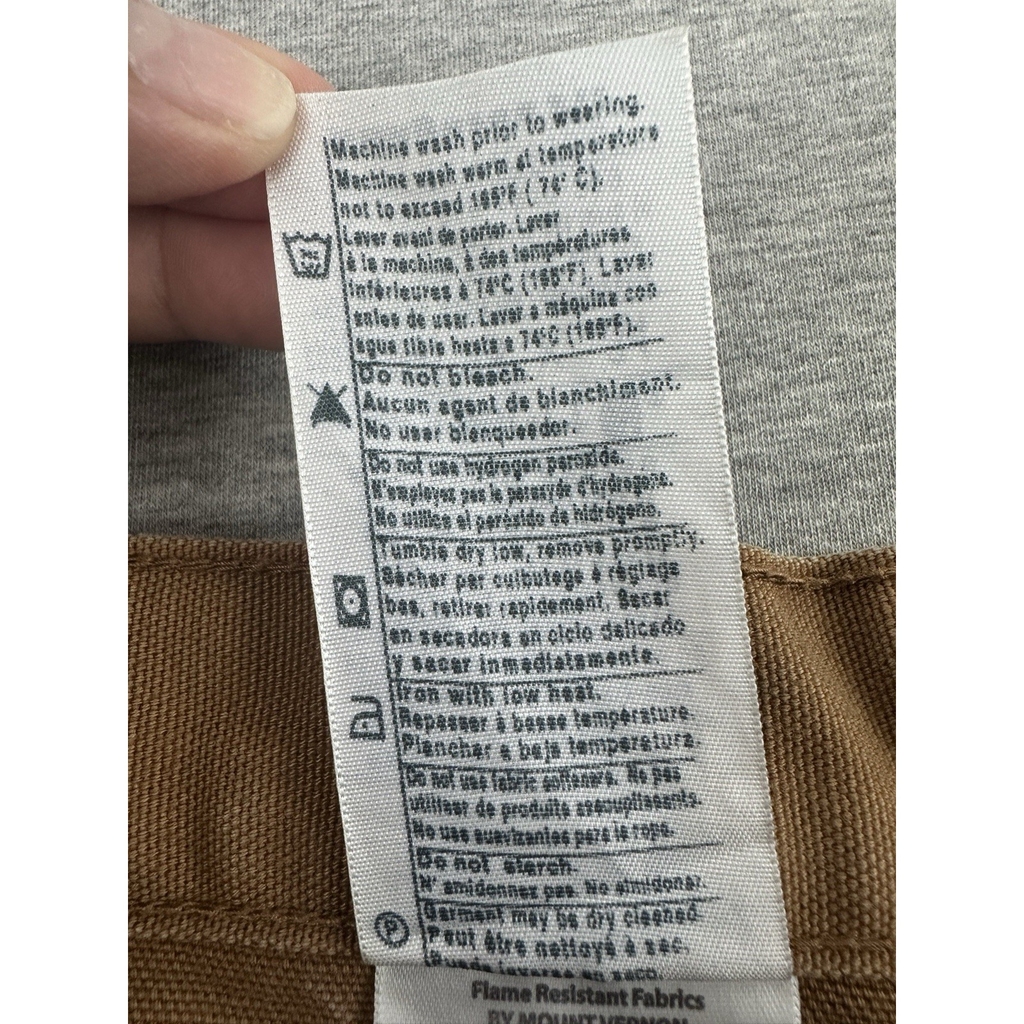 Machine wash prior to wearing.
Machine wash warm at temperature
not to exceed 165°F (74°C).
Laver avant de porter. Laver
à la machine, à des températures
inférieures à 74°C (165°F). Lavar
antes de usar. Lavar a máquina con
agua tibia hasta a 74°C (165°F).
Do not bleach.
Aucun agent de blanchiment.
No usar blanqueador.
Do not use hydrogen peroxide.
N'employez pas le peroxyde d'hydrogène.
No utilice el peróxido de hidrógeno.
Tumble dry low, remove promptly.
Sécher par culbutage à réglage
bas, retirer rapidement. Secar
en secadora en ciclo delicado
y sacar inmediatamente.
Iron with low heat.
Repasser à basse température.
Planchar a baja temperatura.
Do not use fabric softeners. Ne pas
utiliser de produits assouplissants.
No use suavizantes para la ropa.
Do not starch.
N' amidonnez pas. No almidonar.
P
Garment may be dry cleaned
Peut être nettoyé à sec.
en seco.
Flame Resistant Fabrics
BY MOUNT VERNON